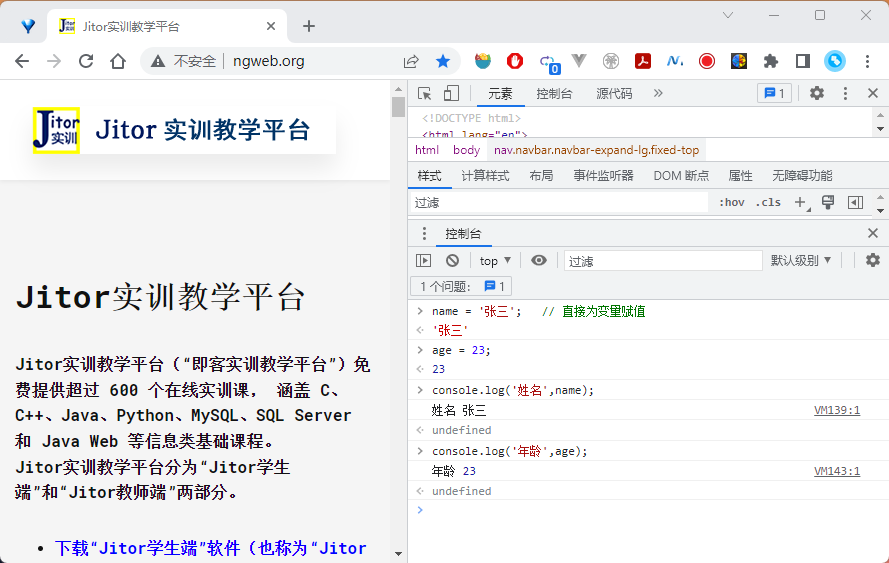 Jitor实训教学平台
不安全 | ngweb.org
0
Jitor 实训
Jitor 实训教学平台
Jitor实训教学平台
Jitor实训教学平台（“即客实训教学平台”）免
费提供超过 600 个在线实训课， 涵盖 C、
C++、Java、Python、MySQL、SQL Server
和 Java Web 等信息类基础课程。
Jitor实训教学平台分为“Jitor学生
端”和“Jitor教师端”两部分。
• 下载“Jitor学生端”软件（也称为“Jitor
元素 控制台 源代码 » 1
<!DOCTYPE html>
<html lang="en">
html body nav.navbar.navbar-expand-lg.fixed-top
样式 计算样式 布局 事件监听器 DOM 断点 属性 无障碍功能
过滤 :hov .cls +
控制台
top ▼ 过滤 默认级别 ▼
1 个问题: 1
> name = '张三'; // 直接为变量赋值
'张三'
> age = 23;
23
> console.log('姓名',name);
姓名 张三 VM139:1
undefined
> console.log('年龄',age);
年龄 23 VM143:1
undefined
>